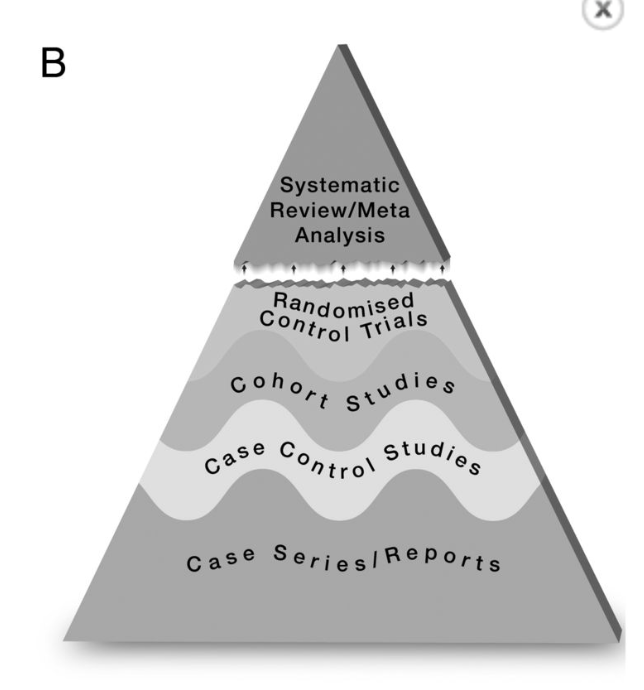 B
Systematic
Review/Meta
Analysis
Randomised
Control Trials
Cohort Studies
Case Control Studies
Case Series/Reports